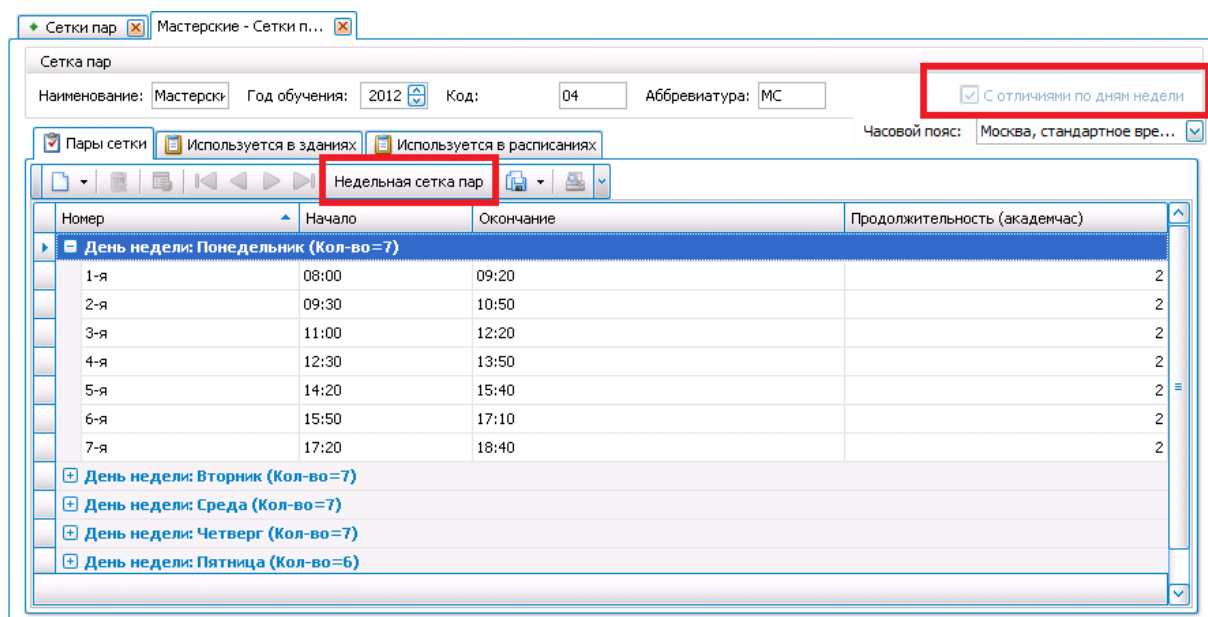 Сетки пар Мастерские - Сетки п...
Сетка пар
Наименование: Мастерски Год обучения: 2012 Код: 04 Аббревиатура: МС С отличиями по дням недели
Часовой пояс: Москва, стандартное вре...
Пары сетки Используется в зданиях Используется в расписаниях
Недельная сетка пар
Номер Начало Окончание Продолжительность (академчас)
День недели: Понедельник (Кол-во=7)
1-я 08:00 09:20 2
2-я 09:30 10:50 2
3-я 11:00 12:20 2
4-я 12:30 13:50 2
5-я 14:20 15:40 2
6-я 15:50 17:10 2
7-я 17:20 18:40 2
День недели: Вторник (Кол-во=7)
День недели: Среда (Кол-во=7)
День недели: Четверг (Кол-во=7)
День недели: Пятница (Кол-во=6)